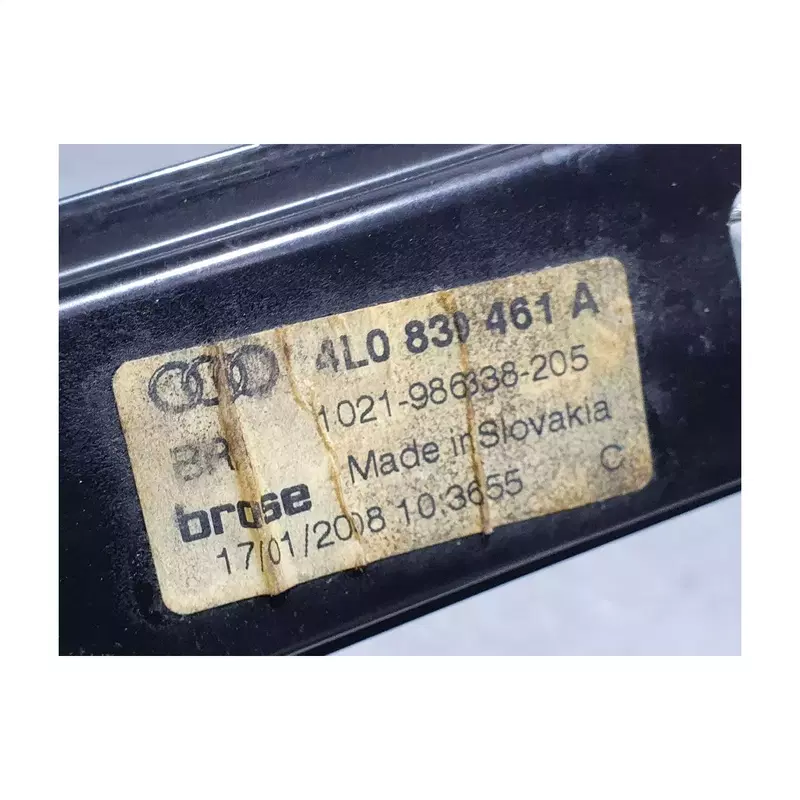 4L0 839 461 A
1021-986338-205
BR Made in Slovakia
brose
17/01/2008 10:3655 C